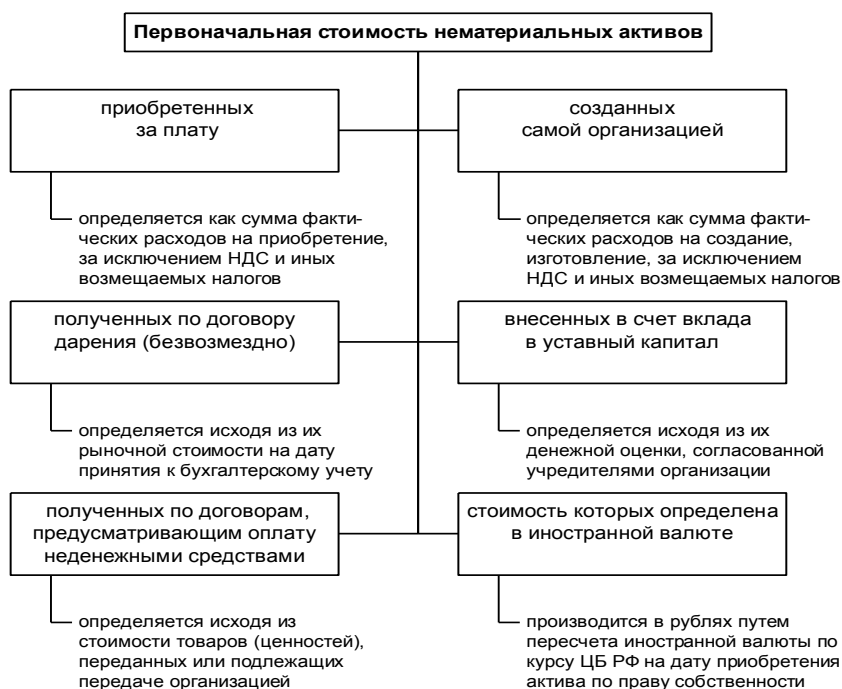 Первоначальная стоимость нематериальных активов
приобретенных
за плату
определяется как сумма факти-
ческих расходов на приобретение,
за исключением НДС и иных
возмещаемых налогов
созданных
самой организацией
определяется как сумма факти-
ческих расходов на создание,
изготовление, за исключением
НДС и иных возмещаемых налогов
полученных по договору
дарения (безвозмездно)
определяется исходя из их
рыночной стоимости на дату
принятия к бухгалтерскому учету
внесенных в счет вклада
в уставный капитал
определяется исходя из их
денежной оценки, согласованной
учредителями организации
полученных по договорам,
предусматривающим оплату
неденежными средствами
определяется исходя из
стоимости товаров (ценностей),
переданных или подлежащих
передаче организацией
стоимость которых определена
в иностранной валюте
производится в рублях путем
пересчета иностранной валюты по
курсу ЦБ РФ на дату приобретения
актива по праву собственности